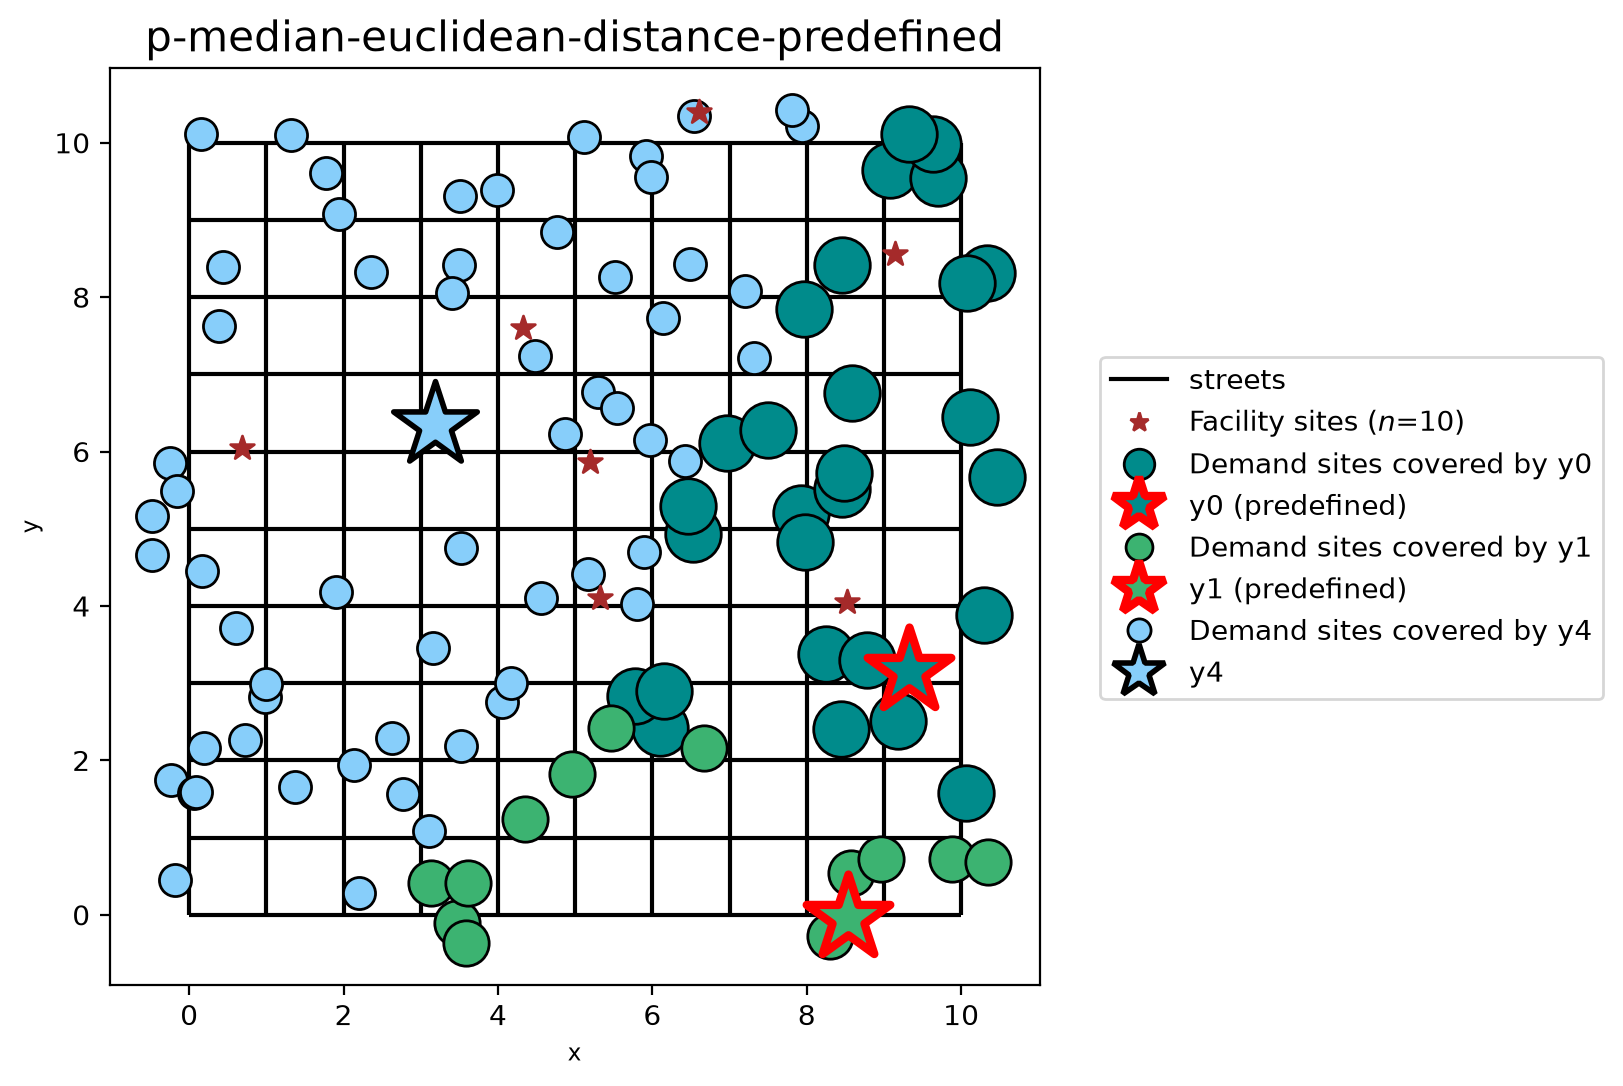 p-median-euclidean-distance-predefined
10
8
6
4
2
0
y
0 2 4 6 8 10
x
streets
Facility sites (n=10)
Demand sites covered by y0
y0 (predefined)
Demand sites covered by y1
y1 (predefined)
Demand sites covered by y4
y4